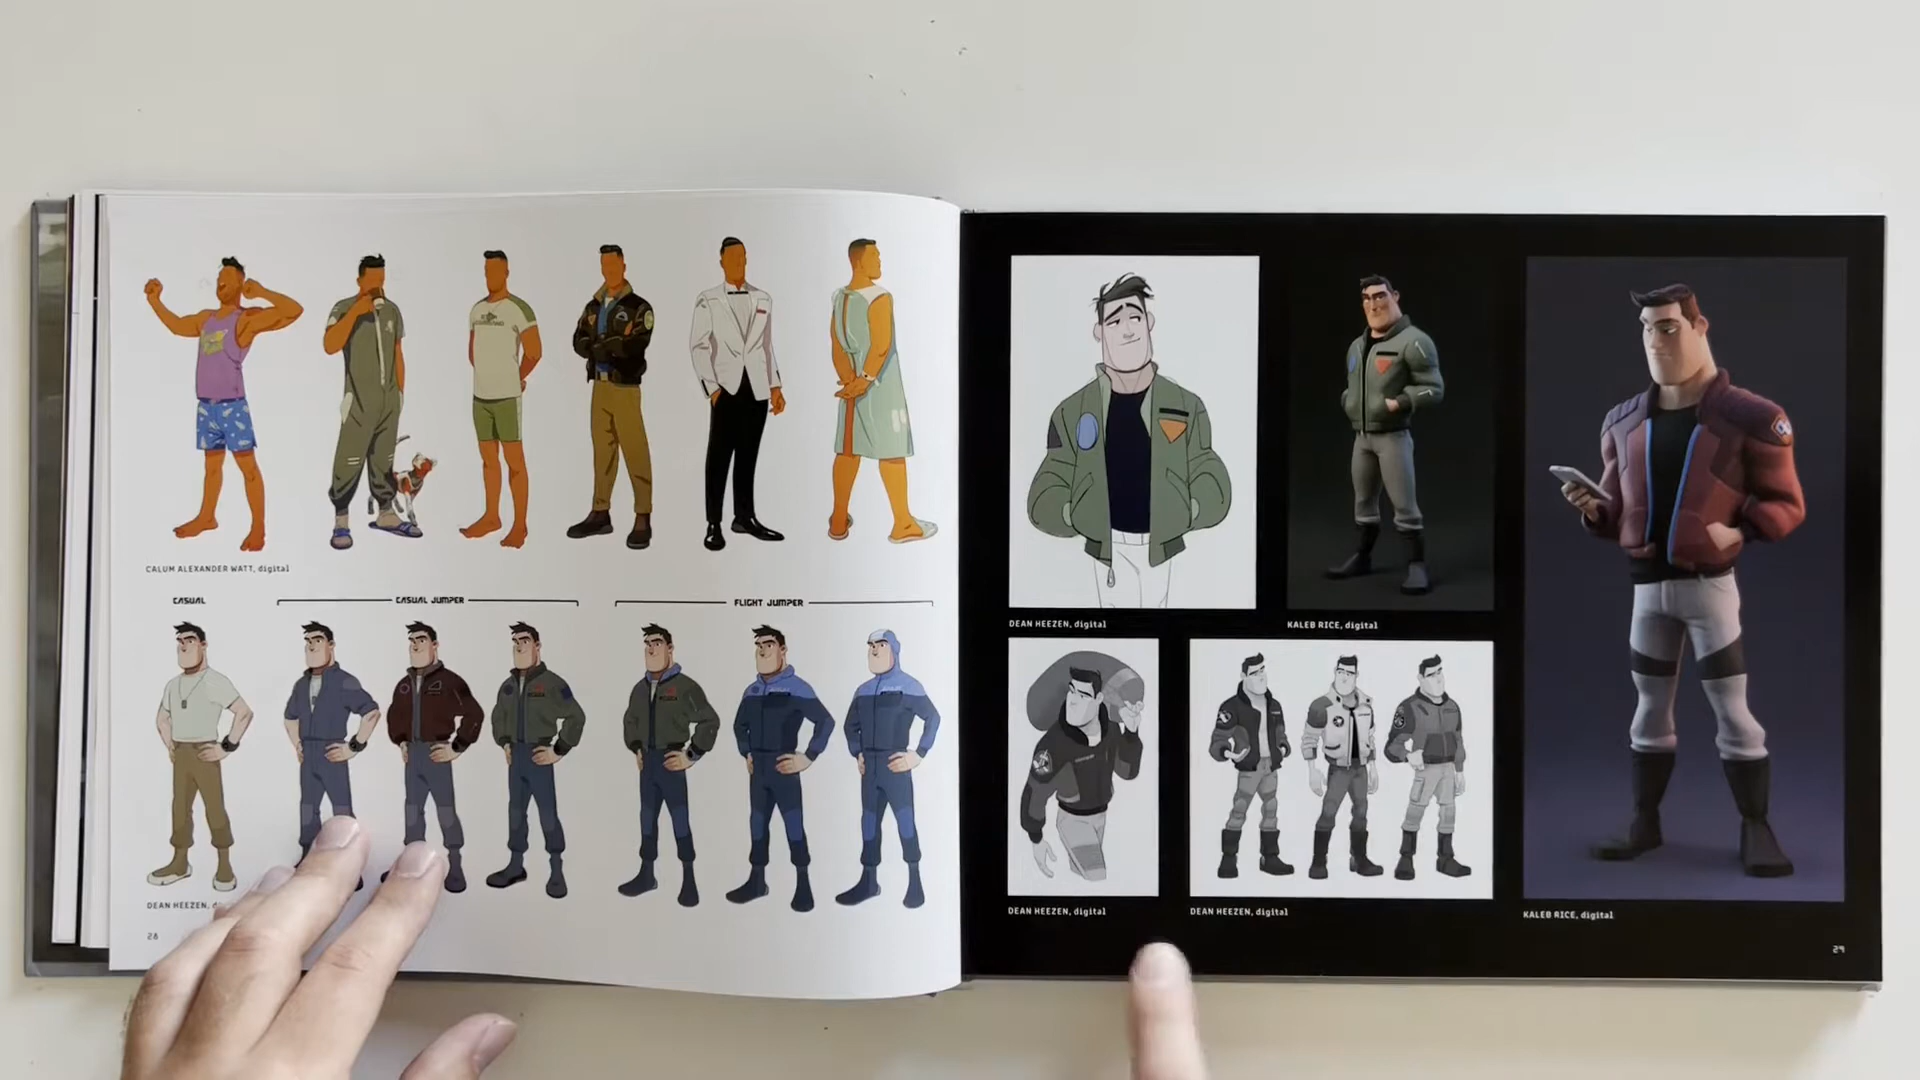 CALUM ALEXANDER WATT, digital
CASUAL
CASUAL JUMPER
FLIGHT JUMPER
DEAN HEEZEN,
28
DEAN HEEZEN, digital
KALEB RICE, digital
DEAN HEEZEN, digital
DEAN HEEZEN, digital
KALEB RICE, digital
29